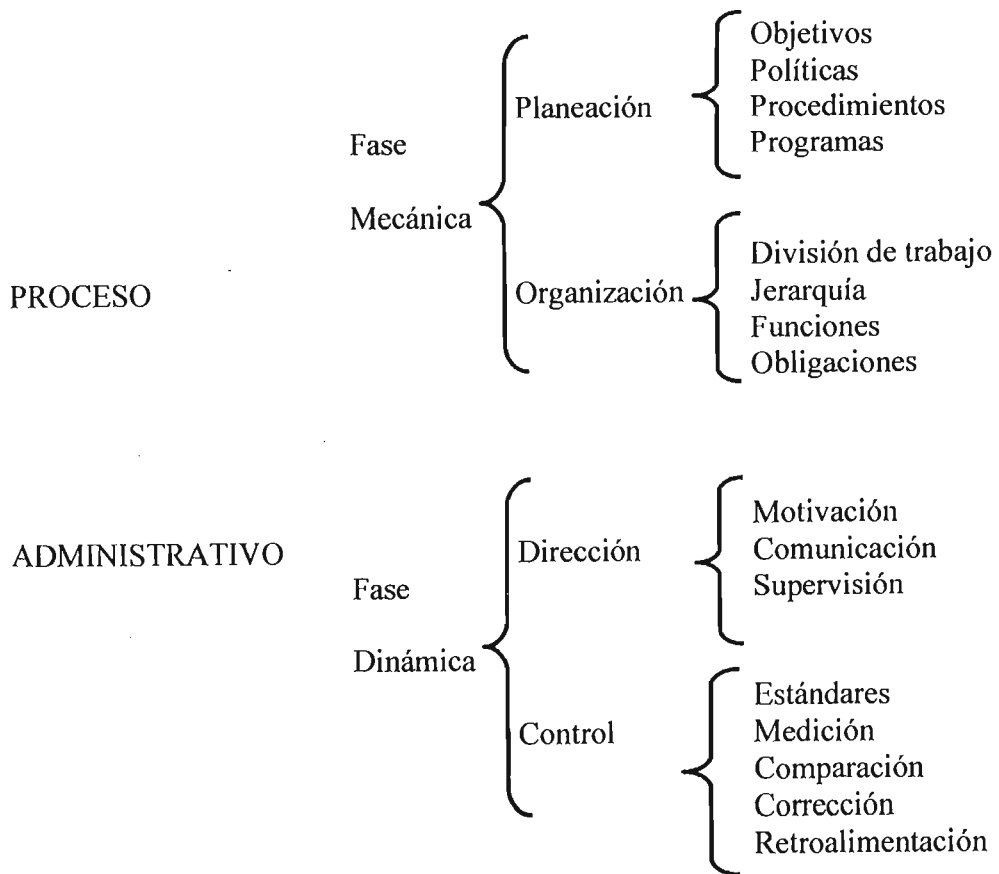 PROCESO
ADMINISTRATIVO
Fase
Mecánica
Planeación
Objetivos
Políticas
Procedimientos
Programas
Organización
División de trabajo
Jerarquía
Funciones
Obligaciones
Fase
Dinámica
Dirección
Motivación
Comunicación
Supervisión
Control
Estándares
Medición
Comparación
Corrección
Retroalimentación